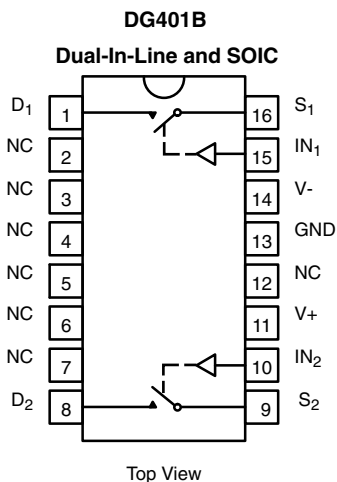 DG401B
Dual-In-Line and SOIC
D1 1 16 S1
NC 2 15 IN1
NC 3 14 V-
NC 4 13 GND
NC 5 12 NC
NC 6 11 V+
NC 7 10 IN2
D2 8 9 S2
Top View